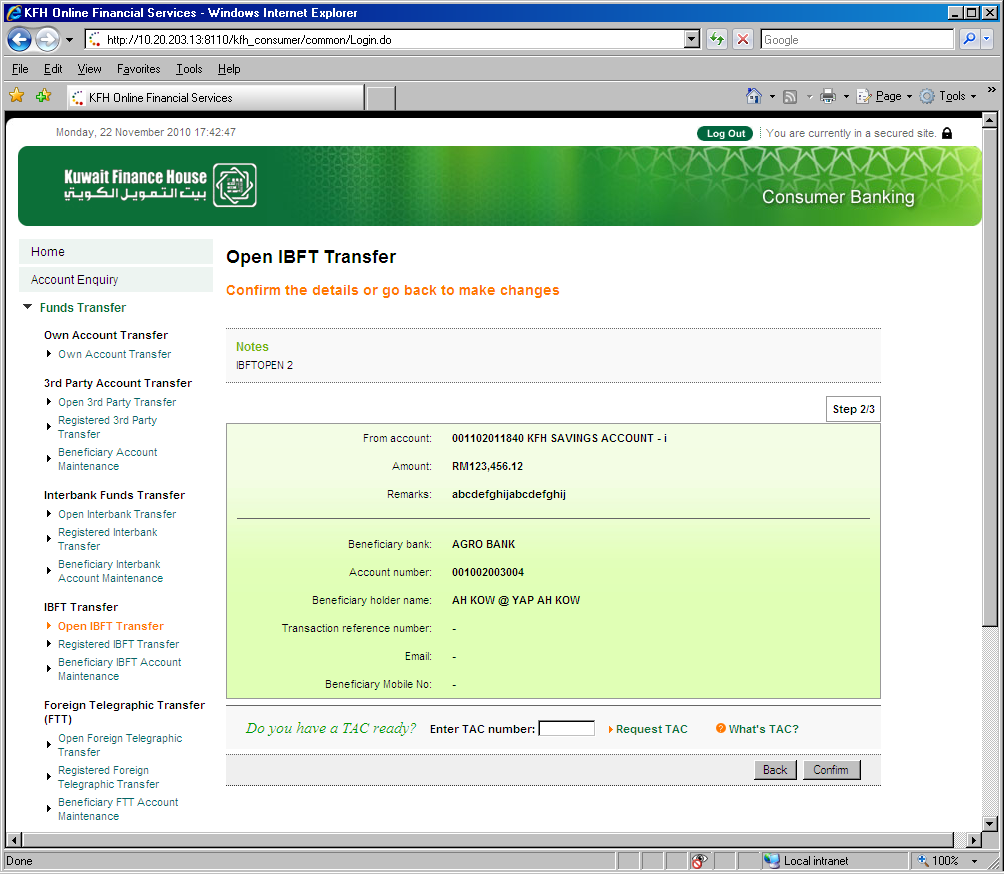 KFH Online Financial Services - Windows Internet Explorer
http://10.20.203.13:8110/kfh_consumer/common/Login.do
Google
File Edit View Favorites Tools Help
KFH Online Financial Services
Page Tools
Monday, 22 November 2010 17:42:47
Log Out
You are currently in a secured site.
Kuwait Finance House
بيت التمويل الكويتي
Consumer Banking
Home
Account Enquiry
Funds Transfer
Own Account Transfer
Own Account Transfer
3rd Party Account Transfer
Open 3rd Party Transfer
Registered 3rd Party
Transfer
Beneficiary Account
Maintenance
Interbank Funds Transfer
Open Interbank Transfer
Registered Interbank
Transfer
Beneficiary Interbank
Account Maintenance
IBFT Transfer
Open IBFT Transfer
Registered IBFT Transfer
Beneficiary IBFT Account
Maintenance
Foreign Telegraphic Transfer
(FTT)
Open Foreign Telegraphic
Transfer
Registered Foreign
Telegraphic Transfer
Beneficiary FTT Account
Maintenance
Open IBFT Transfer
Confirm the details or go back to make changes
Notes
IBFTOPEN 2
Step 2/3
From account: 001102011840 KFH SAVINGS ACCOUNT - i
Amount: RM123,456.12
Remarks: abcdefghijabcdefghij
Beneficiary bank: AGRO BANK
Account number: 001002003004
Beneficiary holder name: AH KOW @ YAP AH KOW
Transaction reference number: -
Email: -
Beneficiary Mobile No: -
Do you have a TAC ready? Enter TAC number: Request TAC What's TAC?
Back Confirm
Done
Local intranet
100%